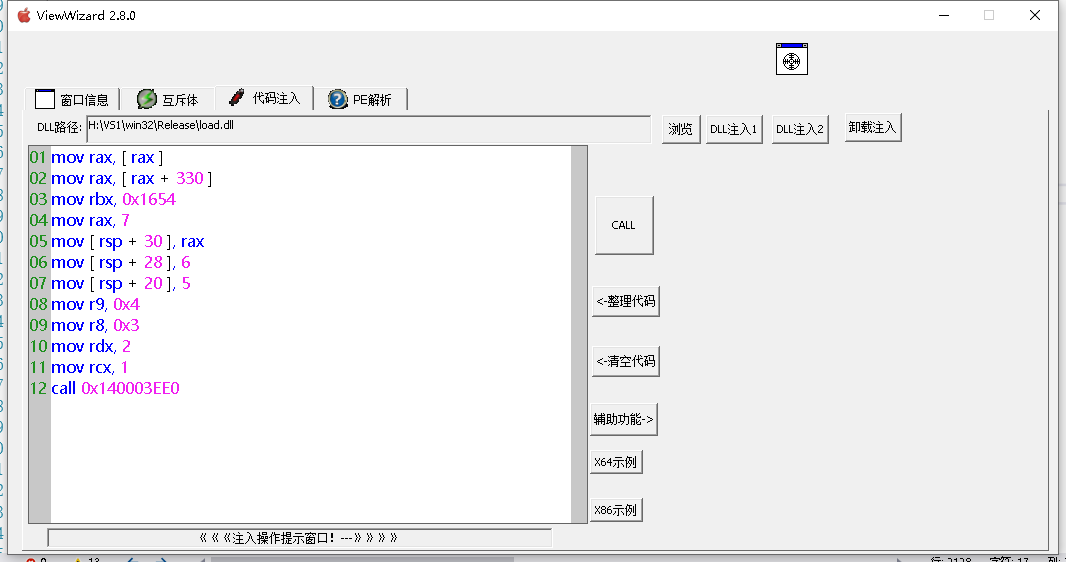 ViewWizard 2.8.0
窗口信息 互斥体 代码注入 PE解析
DLL路径: H:\VS1\win32\Release\load.dll 浏览 DLL注入1 DLL注入2 卸载注入
01 mov rax, [ rax ]
02 mov rax, [ rax + 330 ]
03 mov rbx, 0x1654
04 mov rax, 7
05 mov [ rsp + 30 ], rax
06 mov [ rsp + 28 ], 6
07 mov [ rsp + 20 ], 5
08 mov r9, 0x4
09 mov r8, 0x3
10 mov rdx, 2
11 mov rcx, 1
12 call 0x140003EE0
CALL
<-整理代码
<-清空代码
辅助功能->
X64示例
X86示例
《《《注入操作提示窗口！---》》》》